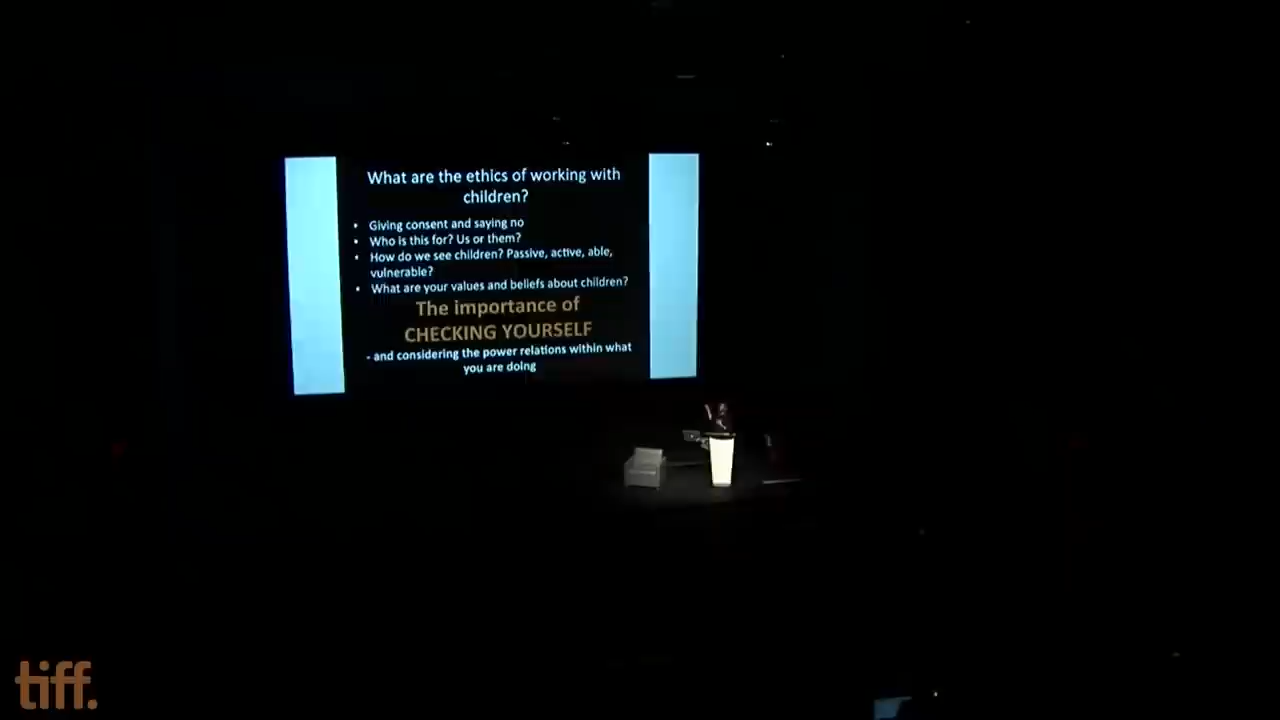 What are the ethics of working with
children?
• Giving consent and saying no
• Who is this for? Us or them?
• How do we see children? Passive, active, able,
vulnerable?
• What are your values and beliefs about children?
The importance of
CHECKING YOURSELF
- and considering the power relations within what
you are doing
tiff.